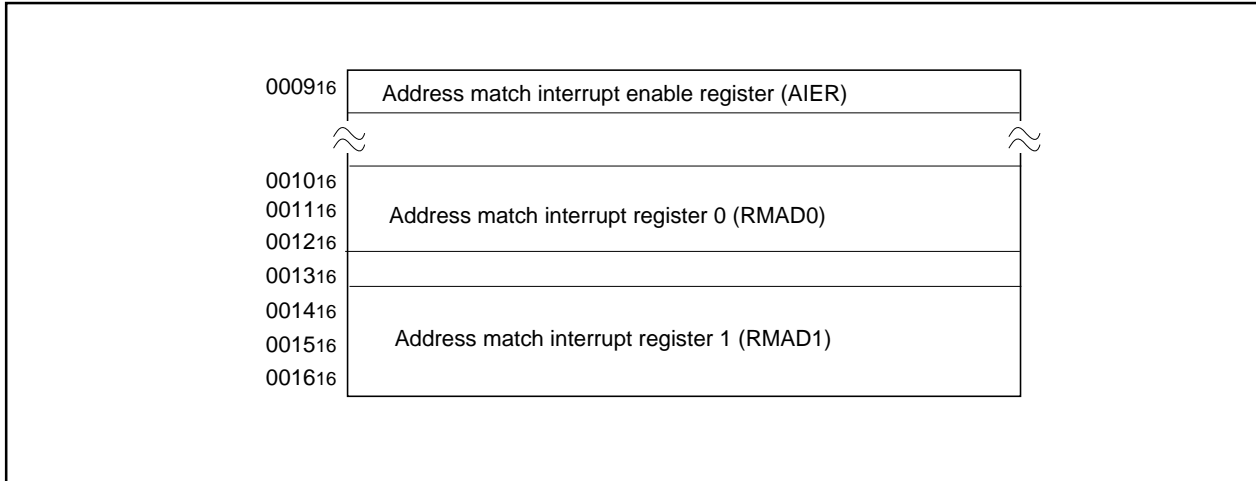 000916 Address match interrupt enable register (AIER)
001016
001116 Address match interrupt register 0 (RMAD0)
001216
001316
001416
001516 Address match interrupt register 1 (RMAD1)
001616